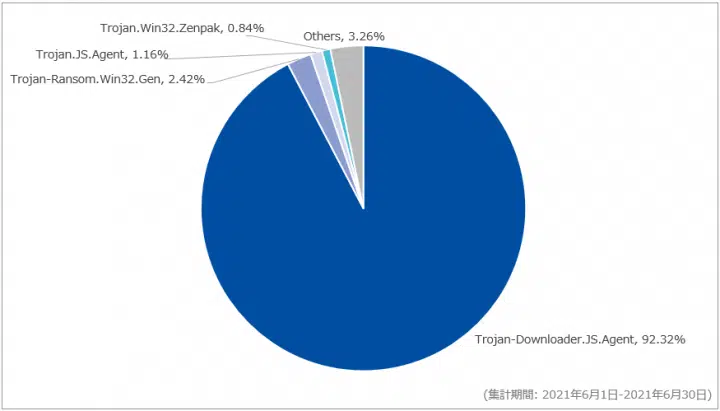 Trojan.Win32.Zenpak, 0.84%
Others, 3.26%
Trojan.JS.Agent, 1.16%
Trojan-Ransom.Win32.Gen, 2.42%
Trojan-Downloader.JS.Agent, 92.32%
(集計期間: 2021年6月1日-2021年6月30日)